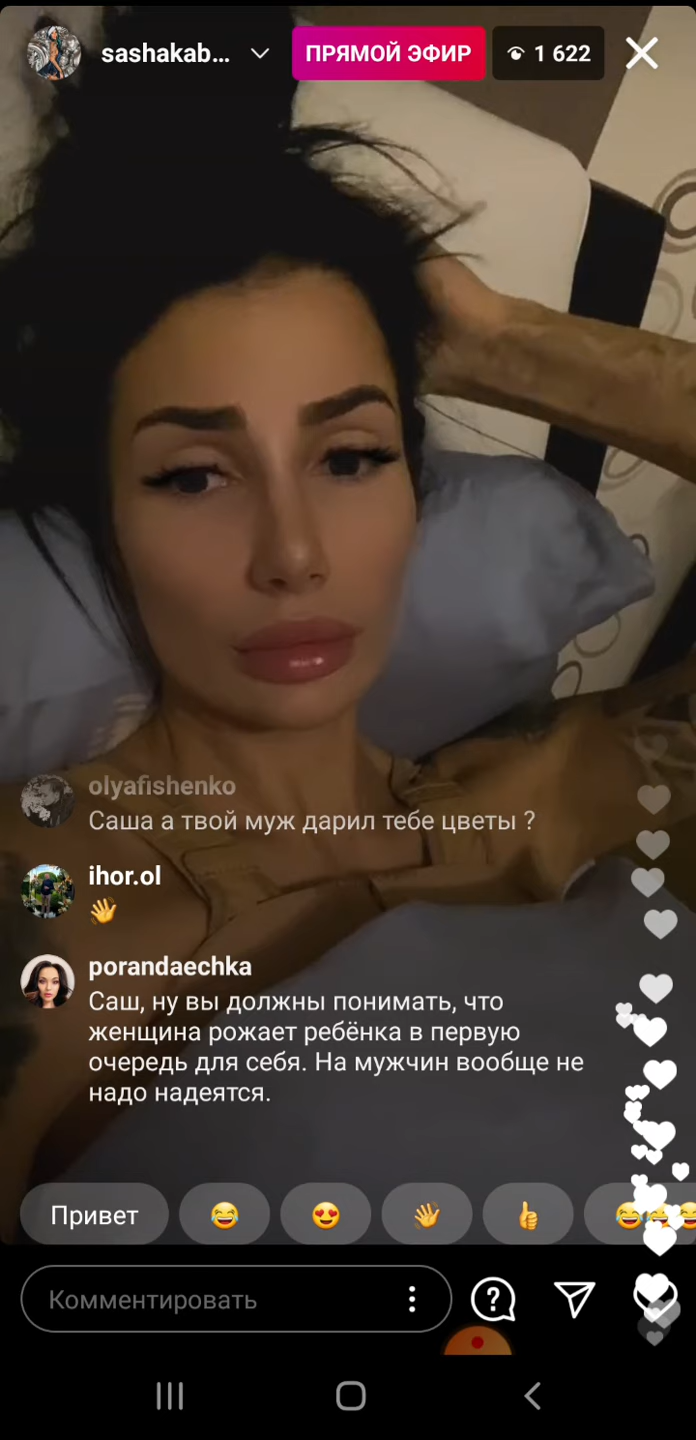 sashakab...
ПРЯМОЙ ЭФИР
1 622
olyafishenko
Саша а твой муж дарил тебе цветы ?
ihor.ol
porandaechka
Саш, ну вы должны понимать, что
женщина рожает ребёнка в первую
очередь для себя. На мужчин вообще не
надо надеятся.
Привет
Комментировать